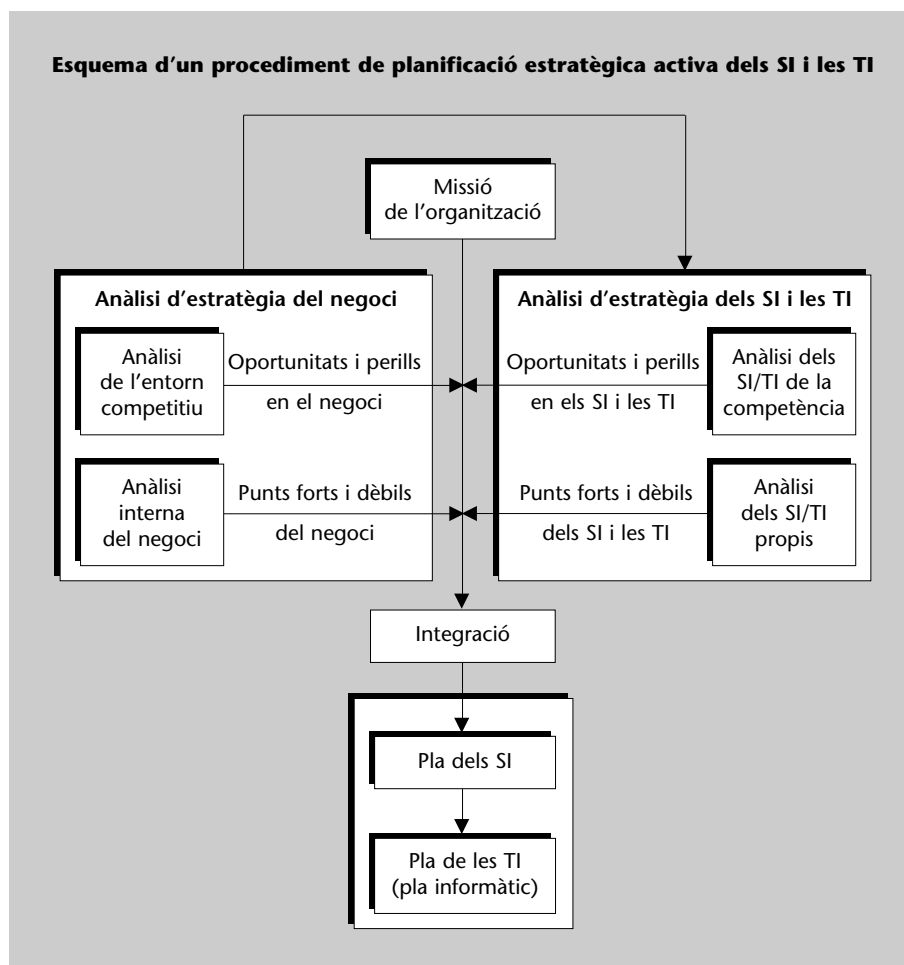 Esquema d'un procediment de planificació estratègica activa dels SI i les TI
Missió
de l'organització
Anàlisi d'estratègia del negoci
Anàlisi
de l'entorn
competitiu
Oportunitats i perills
en el negoci
Anàlisi
interna
del negoci
Punts forts i dèbils
del negoci
Anàlisi d'estratègia dels SI i les TI
Oportunitats i perills
en els SI i les TI
Anàlisi dels
SI/TI de la
competència
Punts forts i dèbils
dels SI i les TI
Anàlisi
dels SI/TI
propis
Integració
Pla dels SI
Pla de les TI
(pla informàtic)